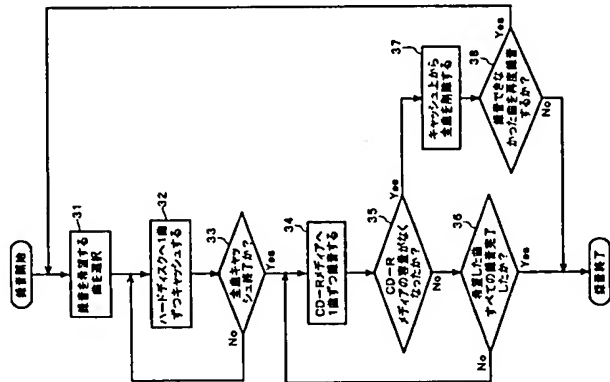 録音開始
31
録音を希望する
曲を選択
32
ハードディスクへ1曲
ずつキャッシュする
33
全曲キャッ
シュ終了か?
No
Yes
34
CD-Rメディアへ
1曲ずつ録音する
35
CD-R
メディアの容量がなく
なったか?
Yes
No
36
希望した曲
すべての録音完了
したか?
No
Yes
37
キャッシュ上から
全曲を削除する
38
録音できな
かった曲を再度録音
するか?
Yes
No
録音終了